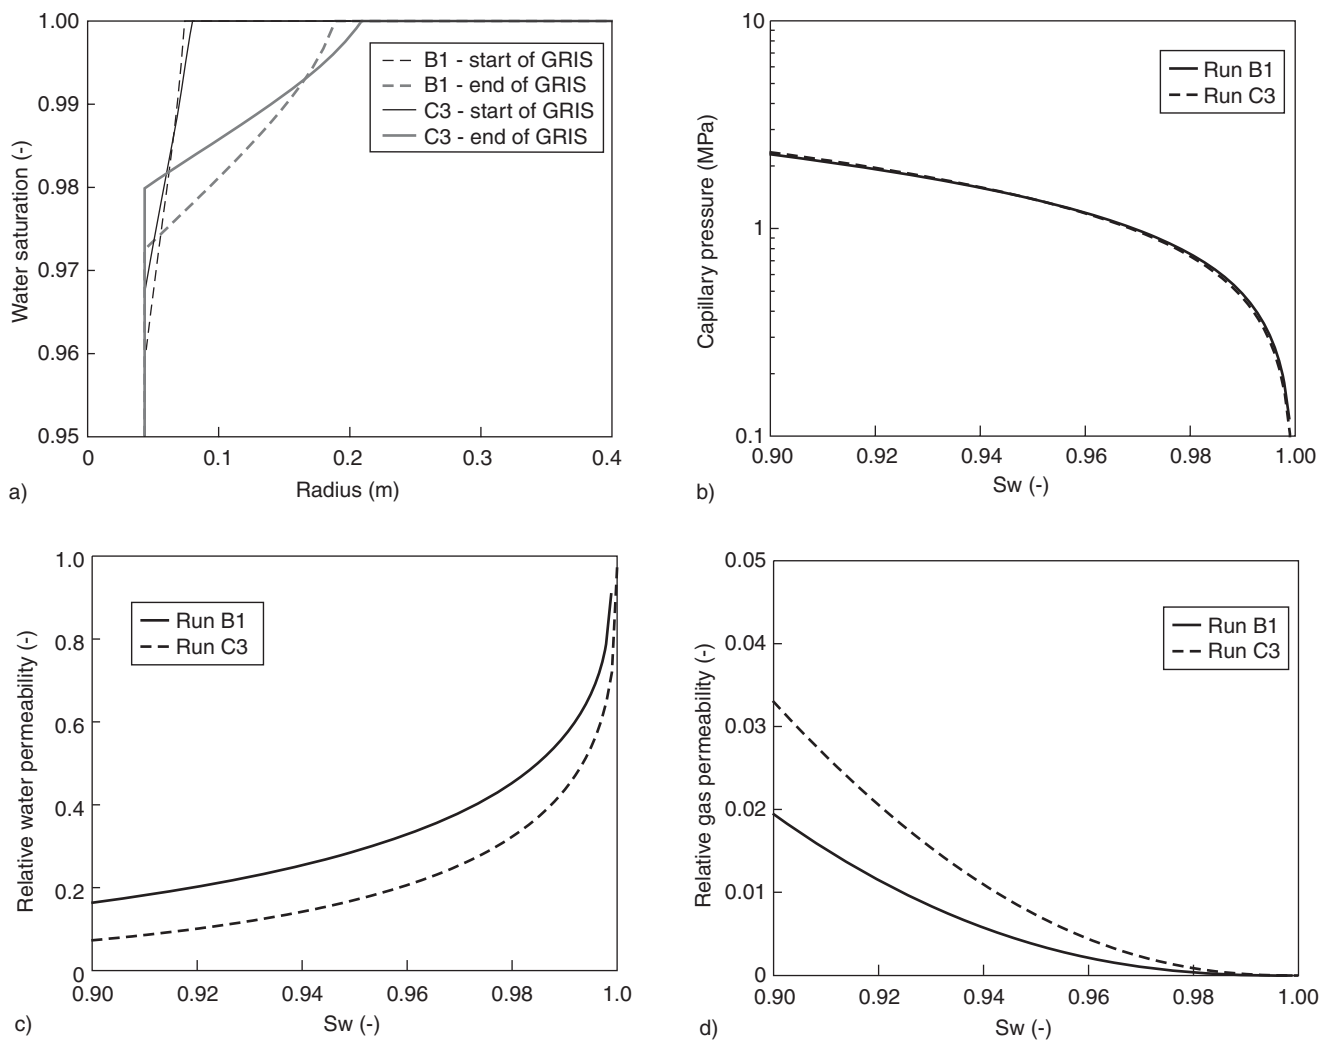 1.00
0.99
0.98
0.97
0.96
0.95
Water saturation (-)
B1 - start of GRIS
B1 - end of GRIS
C3 - start of GRIS
C3 - end of GRIS
0
0.1
0.2
0.3
0.4
Radius (m)
a)
10
1
0.1
Capillary pressure (MPa)
Run B1
Run C3
0.90
0.92
0.94
0.96
0.98
1.00
Sw (-)
b)
1.0
0.8
0.6
0.4
0.2
0
Relative water permeability (-)
Run B1
Run C3
0.90
0.92
0.94
0.96
0.98
1.0
Sw (-)
c)
0.05
0.04
0.03
0.02
0.01
0
Relative gas permeability (-)
Run B1
Run C3
0.90
0.92
0.94
0.96
0.98
1.00
Sw (-)
d)